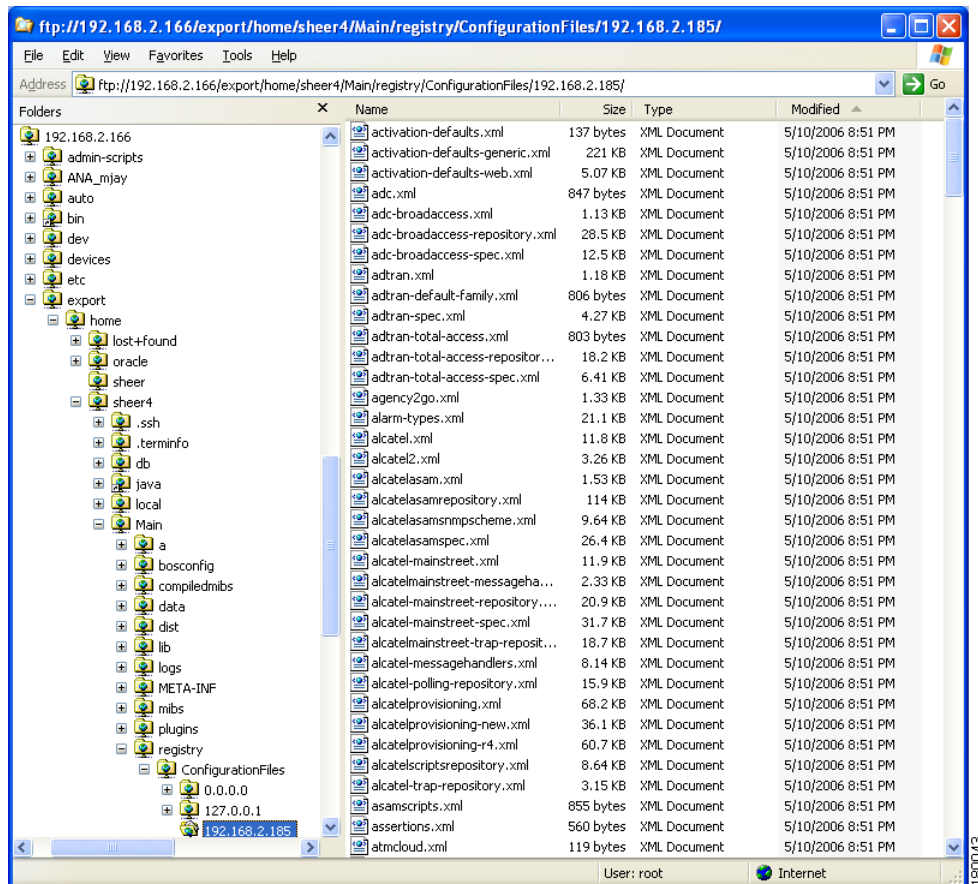 ftp://192.168.2.166/export/home/sheer4/Main/registry/ConfigurationFiles/192.168.2.185/
File Edit View Favorites Tools Help
Address ftp://192.168.2.166/export/home/sheer4/Main/registry/ConfigurationFiles/192.168.2.185/ Go
Folders
192.168.2.166
admin-scripts
ANA_mjay
auto
bin
dev
devices
etc
export
home
lost+found
oracle
sheer
sheer4
.ssh
.terminfo
db
java
local
Main
a
bosconfig
compiledmibs
data
dist
lib
logs
META-INF
mibs
plugins
registry
ConfigurationFiles
0.0.0.0
127.0.0.1
192.168.2.185
Name Size Type Modified
activation-defaults.xml 137 bytes XML Document 5/10/2006 8:51 PM
activation-defaults-generic.xml 221 KB XML Document 5/10/2006 8:51 PM
activation-defaults-web.xml 5.07 KB XML Document 5/10/2006 8:51 PM
adc.xml 847 bytes XML Document 5/10/2006 8:51 PM
adc-broadaccess.xml 1.13 KB XML Document 5/10/2006 8:51 PM
adc-broadaccess-repository.xml 28.5 KB XML Document 5/10/2006 8:51 PM
adc-broadaccess-spec.xml 12.5 KB XML Document 5/10/2006 8:51 PM
adtran.xml 1.18 KB XML Document 5/10/2006 8:51 PM
adtran-default-family.xml 806 bytes XML Document 5/10/2006 8:51 PM
adtran-spec.xml 4.27 KB XML Document 5/10/2006 8:51 PM
adtran-total-access.xml 803 bytes XML Document 5/10/2006 8:51 PM
adtran-total-access-repositor... 18.2 KB XML Document 5/10/2006 8:51 PM
adtran-total-access-spec.xml 6.41 KB XML Document 5/10/2006 8:51 PM
agency2go.xml 1.33 KB XML Document 5/10/2006 8:51 PM
alarm-types.xml 21.1 KB XML Document 5/10/2006 8:51 PM
alcatel.xml 11.8 KB XML Document 5/10/2006 8:51 PM
alcatel2.xml 3.26 KB XML Document 5/10/2006 8:51 PM
alcatelasam.xml 1.53 KB XML Document 5/10/2006 8:51 PM
alcatelasamrepository.xml 114 KB XML Document 5/10/2006 8:51 PM
alcatelasamsnmpscheme.xml 9.64 KB XML Document 5/10/2006 8:51 PM
alcatelasamspec.xml 26.4 KB XML Document 5/10/2006 8:51 PM
alcatel-mainstreet.xml 11.9 KB XML Document 5/10/2006 8:51 PM
alcatelmainstreet-messageha... 2.33 KB XML Document 5/10/2006 8:51 PM
alcatel-mainstreet-repository.... 20.9 KB XML Document 5/10/2006 8:51 PM
alcatel-mainstreet-spec.xml 31.7 KB XML Document 5/10/2006 8:51 PM
alcatelmainstreet-trap-reposit... 18.7 KB XML Document 5/10/2006 8:51 PM
alcatel-messagehandlers.xml 8.14 KB XML Document 5/10/2006 8:51 PM
alcatel-polling-repository.xml 15.9 KB XML Document 5/10/2006 8:51 PM
alcatelprovisioning.xml 68.2 KB XML Document 5/10/2006 8:51 PM
alcatelprovisioning-new.xml 36.1 KB XML Document 5/10/2006 8:51 PM
alcatelprovisioning-r4.xml 60.7 KB XML Document 5/10/2006 8:51 PM
alcatelscriptsrepository.xml 8.64 KB XML Document 5/10/2006 8:51 PM
alcatel-trap-repository.xml 3.15 KB XML Document 5/10/2006 8:51 PM
asamscripts.xml 855 bytes XML Document 5/10/2006 8:51 PM
assertions.xml 560 bytes XML Document 5/10/2006 8:51 PM
atmcloud.xml 119 bytes XML Document 5/10/2006 8:51 PM
User: root Internet